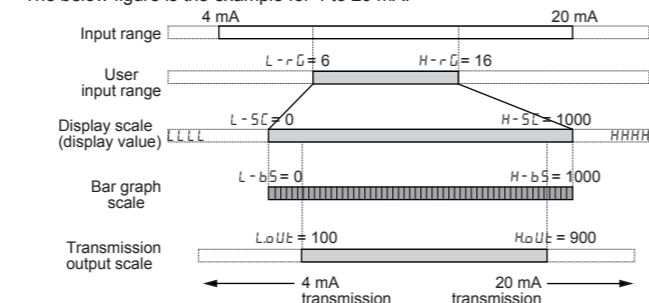 The below figure is the example for 4 to 20 mA.
4 mA 20 mA
Input range
L-rG = 6 H-rG = 16
User
input range
L-SC = 0 H-SC = 1000
Display scale
(display value) LLLL HHHH
L-bS = 0 H-bS = 1000
Bar graph
scale
L.oUt = 100 H.oUt = 900
Transmission
output scale
4 mA 20 mA
transmission transmission